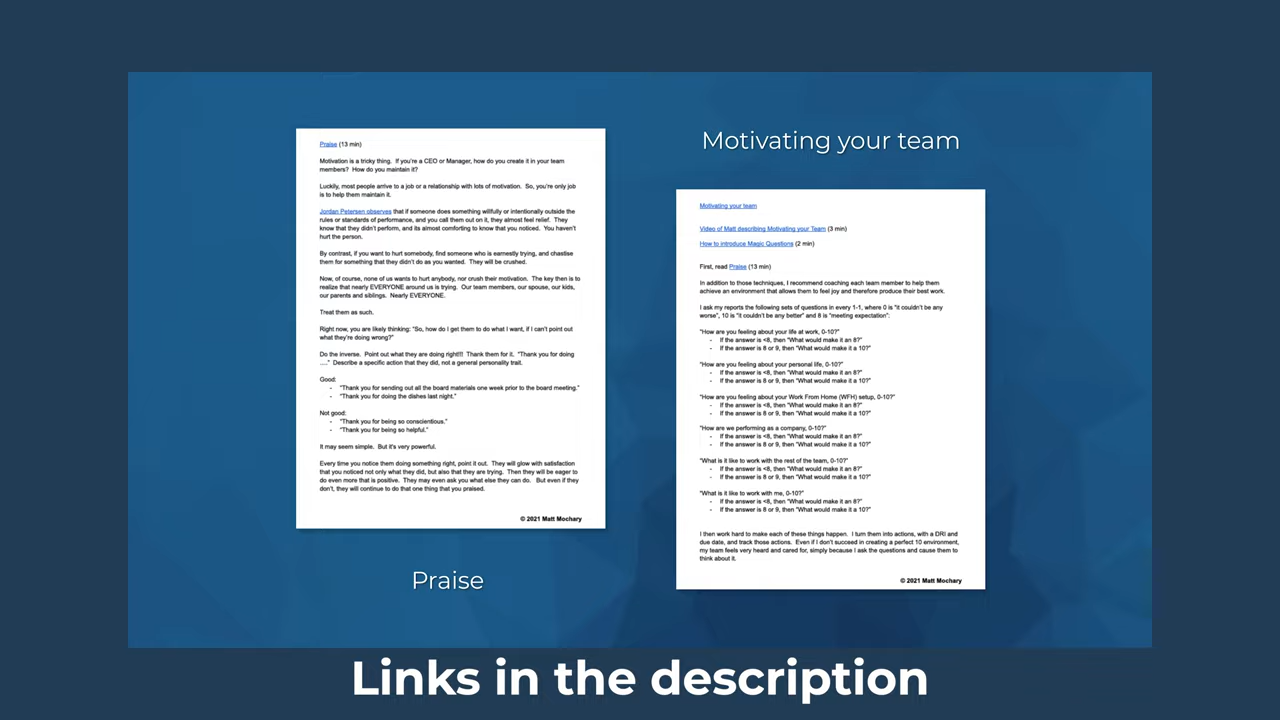 Praise (13 min)
Motivation is a tricky thing. If you're a CEO or Manager, how do you create it in your team
members? How do you maintain it?
Luckily, most people arrive to a job or a relationship with lots of motivation. So, you're only job
is to help them maintain it.
Jordan Petersen observes that if someone does something willfully or intentionally outside the
rules or standards of performance, and you call them out on it, they almost feel relief. They
know that they didn't perform, and its almost comforting to know that you noticed. You haven't
hurt the person.
By contrast, if you want to hurt somebody, find someone who is earnestly trying, and chastise
them for something that they didn't do as you wanted. They will be crushed.
Now, of course, none of us wants to hurt anybody, nor crush their motivation. The key then is to
realize that nearly EVERYONE around us is trying. Our team members, our spouse, our kids,
our parents and siblings. Nearly EVERYONE.
Treat them as such.
Right now, you are likely thinking: "So, how do I get them to do what I want, if I can't point out
what they're doing wrong?"
Do the inverse. Point out what they are doing right!!! Thank them for it. "Thank you for doing
...." Describe a specific action that they did, not a general personality trait.
Good:
- "Thank you for sending out all the board materials one week prior to the board meeting."
- "Thank you for doing the dishes last night."
Not good:
- "Thank you for being so conscientious."
- "Thank you for being so helpful."
It may seem simple. But it's very powerful.
Every time you notice them doing something right, point it out. They will glow with satisfaction
that you noticed not only what they did, but also that they are trying. Then they will be eager to
do even more that is positive. They may even ask you what else they can do. But even if they
don't, they will continue to do that one thing that you praised.
© 2021 Matt Mochary
Praise
Motivating your team
Motivating your team
Video of Matt describing Motivating your Team (3 min)
How to introduce Magic Questions (2 min)
First, read Praise (13 min)
In addition to those techniques, I recommend coaching each team member to help them
achieve an environment that allows them to feel joy and therefore produce their best work.
I ask my reports the following sets of questions in every 1-1, where 0 is "it couldn't be any
worse", 10 is "it couldn't be any better" and 8 is "meeting expectation":
"How are you feeling about your life at work, 0-10?"
- If the answer is <8, then "What would make it an 8?"
- If the answer is 8 or 9, then "What would make it a 10?"
"How are you feeling about your personal life, 0-10?"
- If the answer is <8, then "What would make it an 8?"
- If the answer is 8 or 9, then "What would make it a 10?"
"How are you feeling about your Work From Home (WFH) setup, 0-10?"
- If the answer is <8, then "What would make it an 8?"
- If the answer is 8 or 9, then "What would make it a 10?"
"How are we performing as a company, 0-10?"
- If the answer is <8, then "What would make it an 8?"
- If the answer is 8 or 9, then "What would make it a 10?"
"What is it like to work with the rest of the team, 0-10?"
- If the answer is <8, then "What would make it an 8?"
- If the answer is 8 or 9, then "What would make it a 10?"
"What is it like to work with me, 0-10?"
- If the answer is <8, then "What would make it an 8?"
- If the answer is 8 or 9, then "What would make it a 10?"
I then work hard to make each of these things happen. I turn them into actions, with a DRI and
due date, and track those actions. Even if I don't succeed in creating a perfect 10 environment,
my team feels very heard and cared for, simply because I ask the questions and cause them to
think about it.
© 2021 Matt Mochary
Links in the description